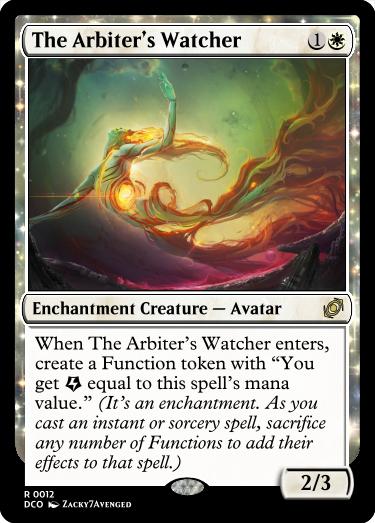 The Arbiter's Watcher 1
Enchantment Creature — Avatar
When The Arbiter's Watcher enters,
create a Function token with “You
get equal to this spell's mana
value.” (It's an enchantment. As you
cast an instant or sorcery spell, sacrifice
any number of Functions to add their
effects to that spell.)
2/3
R 0012
DCO Zacky7Avenged